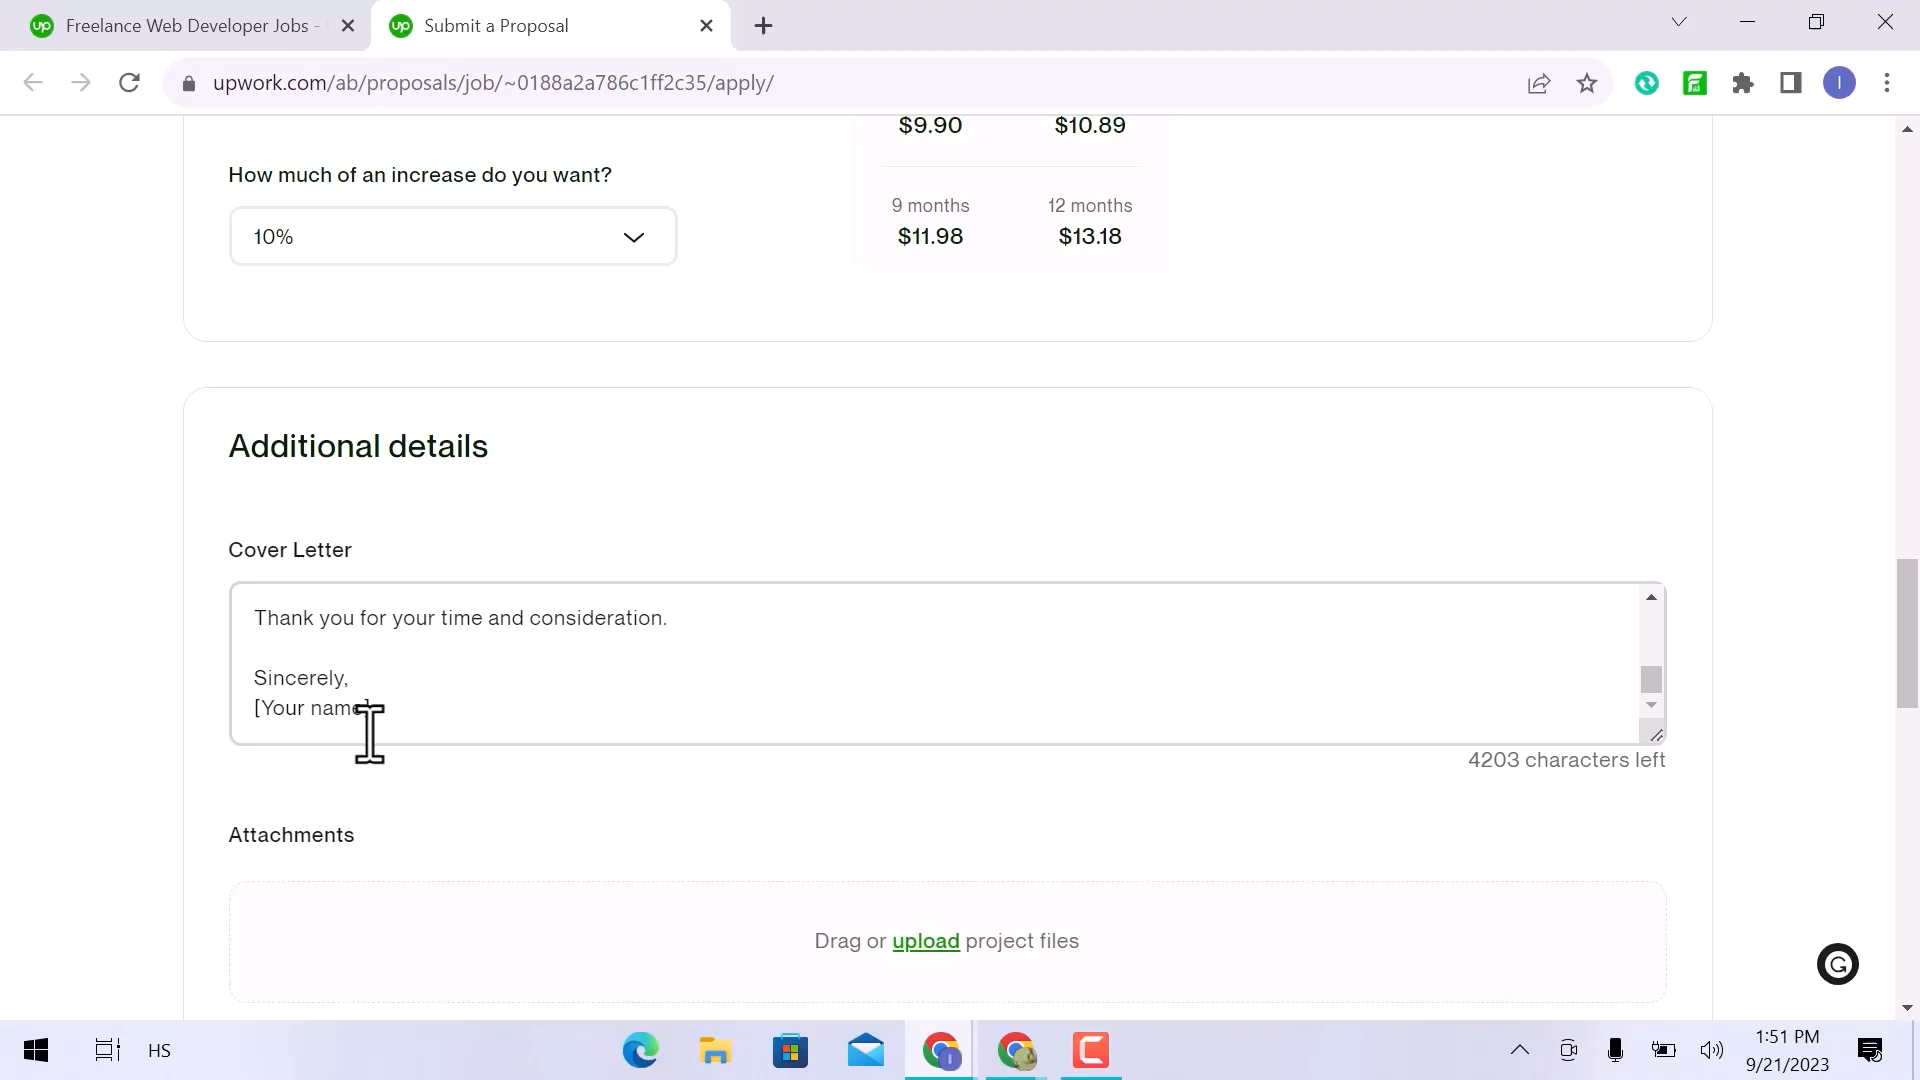 Freelance Web Developer Jobs -
Submit a Proposal
upwork.com/ab/proposals/job/~0188a2a786c1ff2c35/apply/
$9.90 $10.89
How much of an increase do you want?
10%
9 months 12 months
$11.98 $13.18
Additional details
Cover Letter
Thank you for your time and consideration.
Sincerely,
[Your name]
4203 characters left
Attachments
Drag or upload project files
HS
1:51 PM
9/21/2023